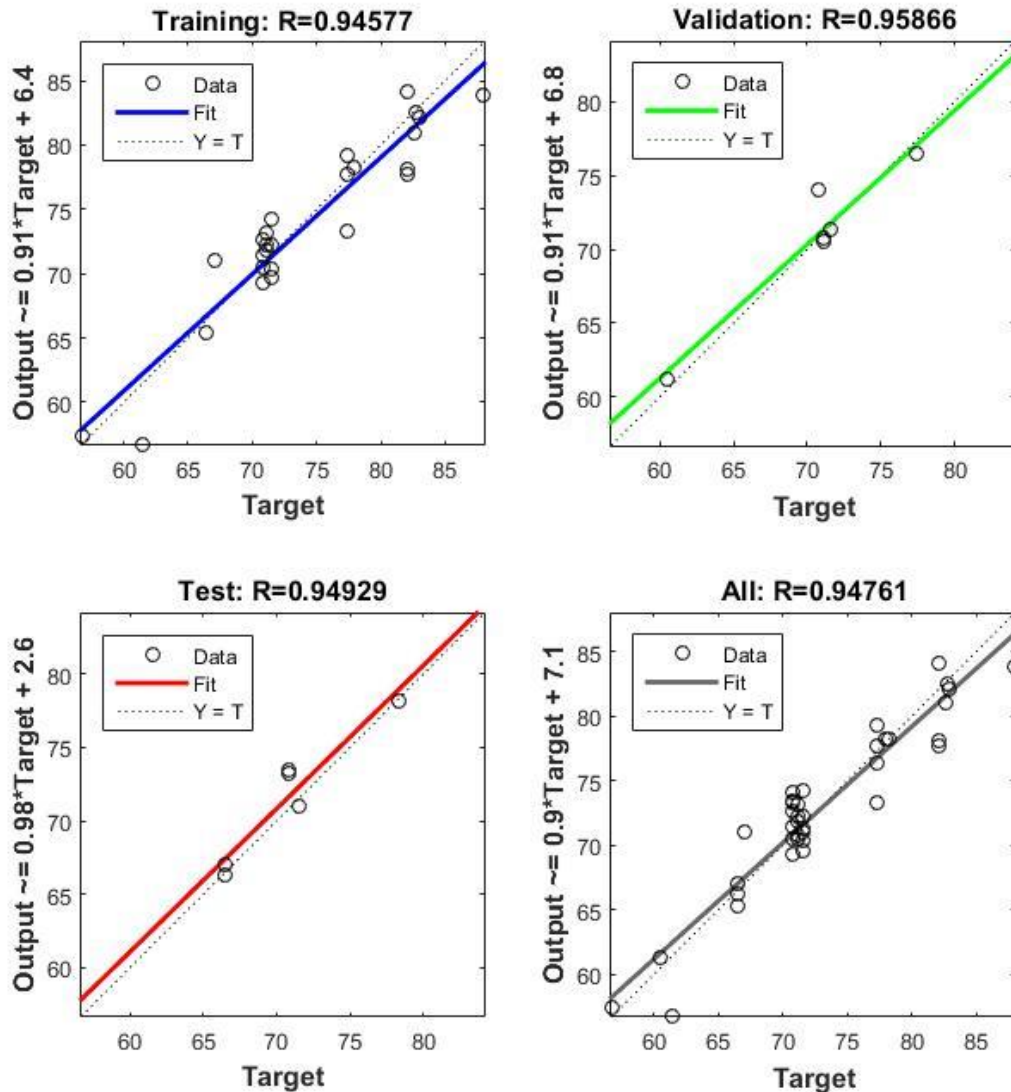 Training: R=0.94577
Output ~= 0.91*Target + 6.4
Data
Fit
Y = T
85
80
75
70
65
60
60 65 70 75 80 85
Target
Validation: R=0.95866
Output ~= 0.91*Target + 6.8
Data
Fit
Y = T
80
75
70
65
60
60 65 70 75 80
Target
Test: R=0.94929
Output ~= 0.98*Target + 2.6
Data
Fit
Y = T
80
75
70
65
60
60 65 70 75 80
Target
All: R=0.94761
Output ~= 0.9*Target + 7.1
Data
Fit
Y = T
85
80
75
70
65
60
60 65 70 75 80 85
Target